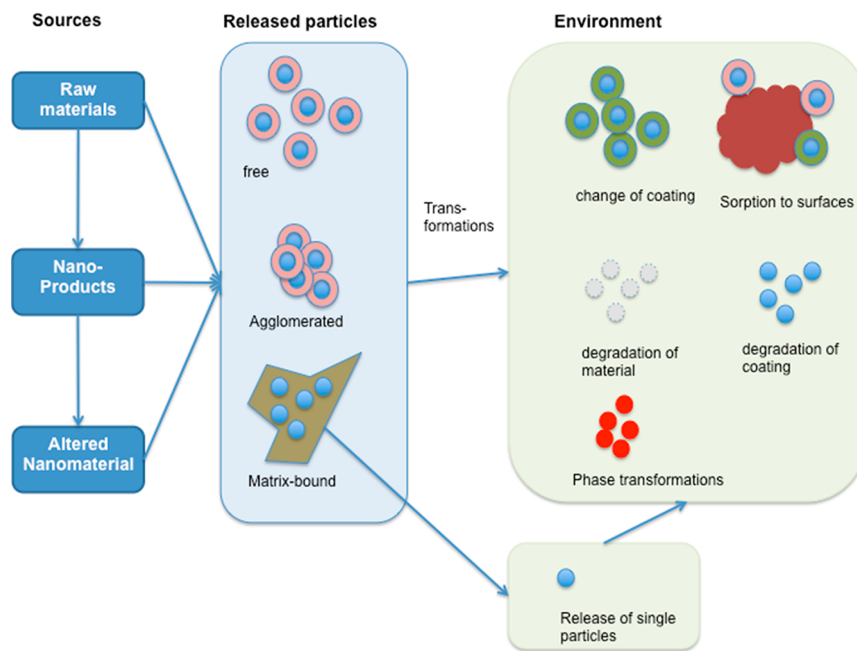 Sources
Released particles
Environment
Raw
materials
Nano-
Products
Altered
Nanomaterial
free
Agglomerated
Matrix-bound
Trans-
formations
change of coating
Sorption to surfaces
degradation of
material
degradation of
coating
Phase transformations
Release of single
particles